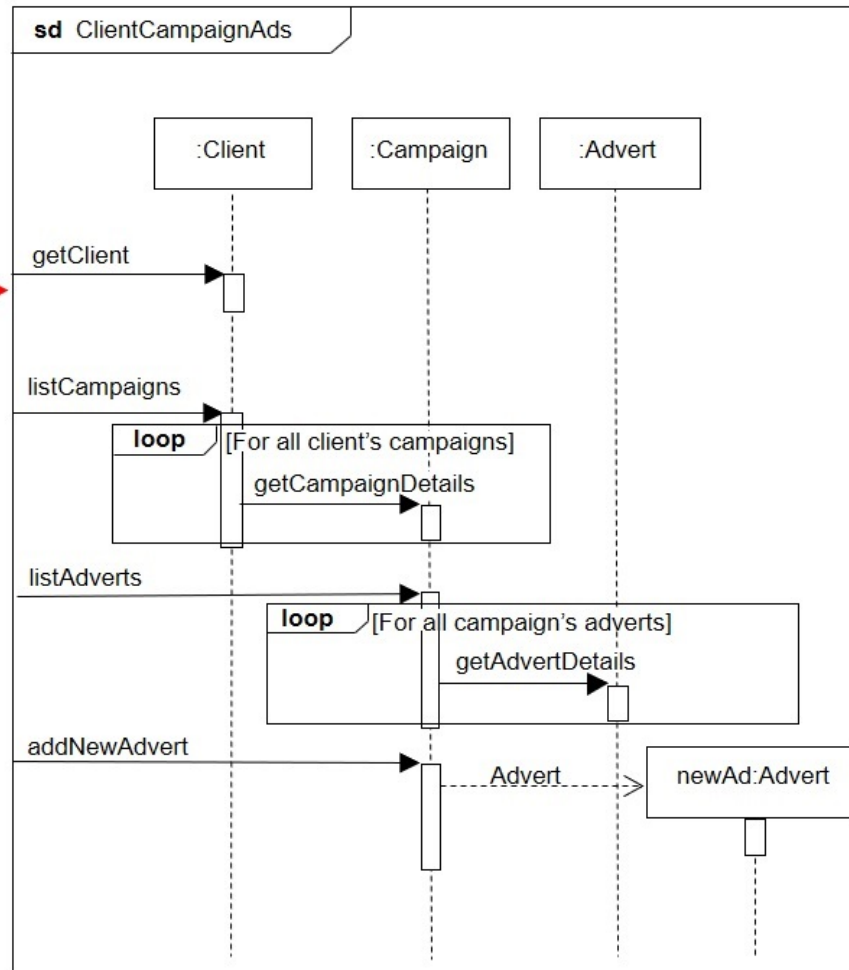 sd ClientCampaignAds
:Client :Campaign :Advert
getClient
listCampaigns
loop [For all client's campaigns]
getCampaignDetails
listAdverts
loop [For all campaign's adverts]
getAdvertDetails
addNewAdvert
Advert newAd:Advert